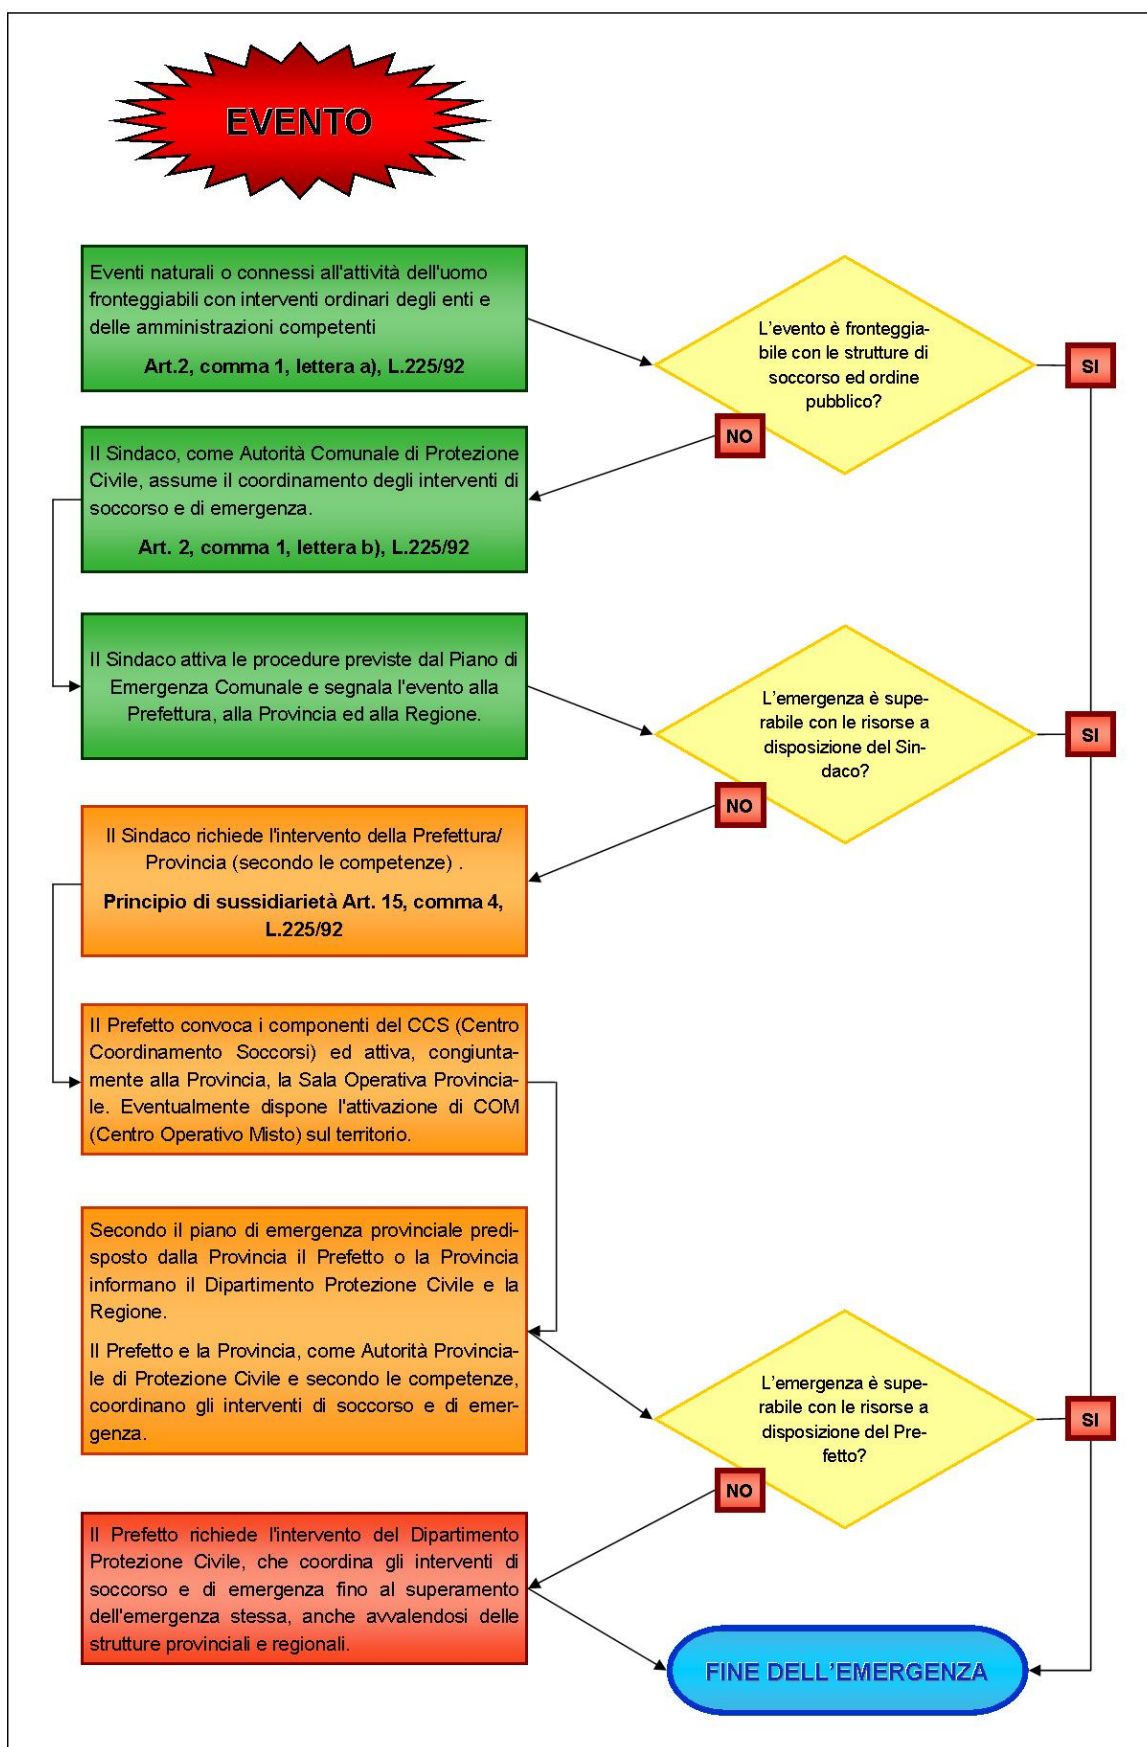 EVENTO
Eventi naturali o connessi all'attività dell'uomo
fronteggiabili con interventi ordinari degli enti e
delle amministrazioni competenti
Art.2, comma 1, lettera a), L.225/92
L'evento è fronteggia-
bile con le strutture di
soccorso ed ordine
pubblico?
SI
NO
Il Sindaco, come Autorità Comunale di Protezione
Civile, assume il coordinamento degli interventi di
soccorso e di emergenza.
Art. 2, comma 1, lettera b), L.225/92
Il Sindaco attiva le procedure previste dal Piano di
Emergenza Comunale e segnala l'evento alla
Prefettura, alla Provincia ed alla Regione.
L'emergenza è supe-
rabile con le risorse a
disposizione del Sin-
daco?
SI
NO
Il Sindaco richiede l'intervento della Prefettura/
Provincia (secondo le competenze) .
Principio di sussidiarietà Art. 15, comma 4,
L.225/92
Il Prefetto convoca i componenti del CCS (Centro
Coordinamento Soccorsi) ed attiva, congiunta-
mente alla Provincia, la Sala Operativa Provincia-
le. Eventualmente dispone l'attivazione di COM
(Centro Operativo Misto) sul territorio.
Secondo il piano di emergenza provinciale predi-
sposto dalla Provincia il Prefetto o la Provincia
informano il Dipartimento Protezione Civile e la
Regione.
Il Prefetto e la Provincia, come Autorità Provincia-
le di Protezione Civile e secondo le competenze,
coordinano gli interventi di soccorso e di emer-
genza.
L'emergenza è supe-
rabile con le risorse a
disposizione del Pre-
fetto?
SI
NO
Il Prefetto richiede l'intervento del Dipartimento
Protezione Civile, che coordina gli interventi di
soccorso e di emergenza fino al superamento
dell'emergenza stessa, anche avvalendosi delle
strutture provinciali e regionali.
FINE DELL'EMERGENZA